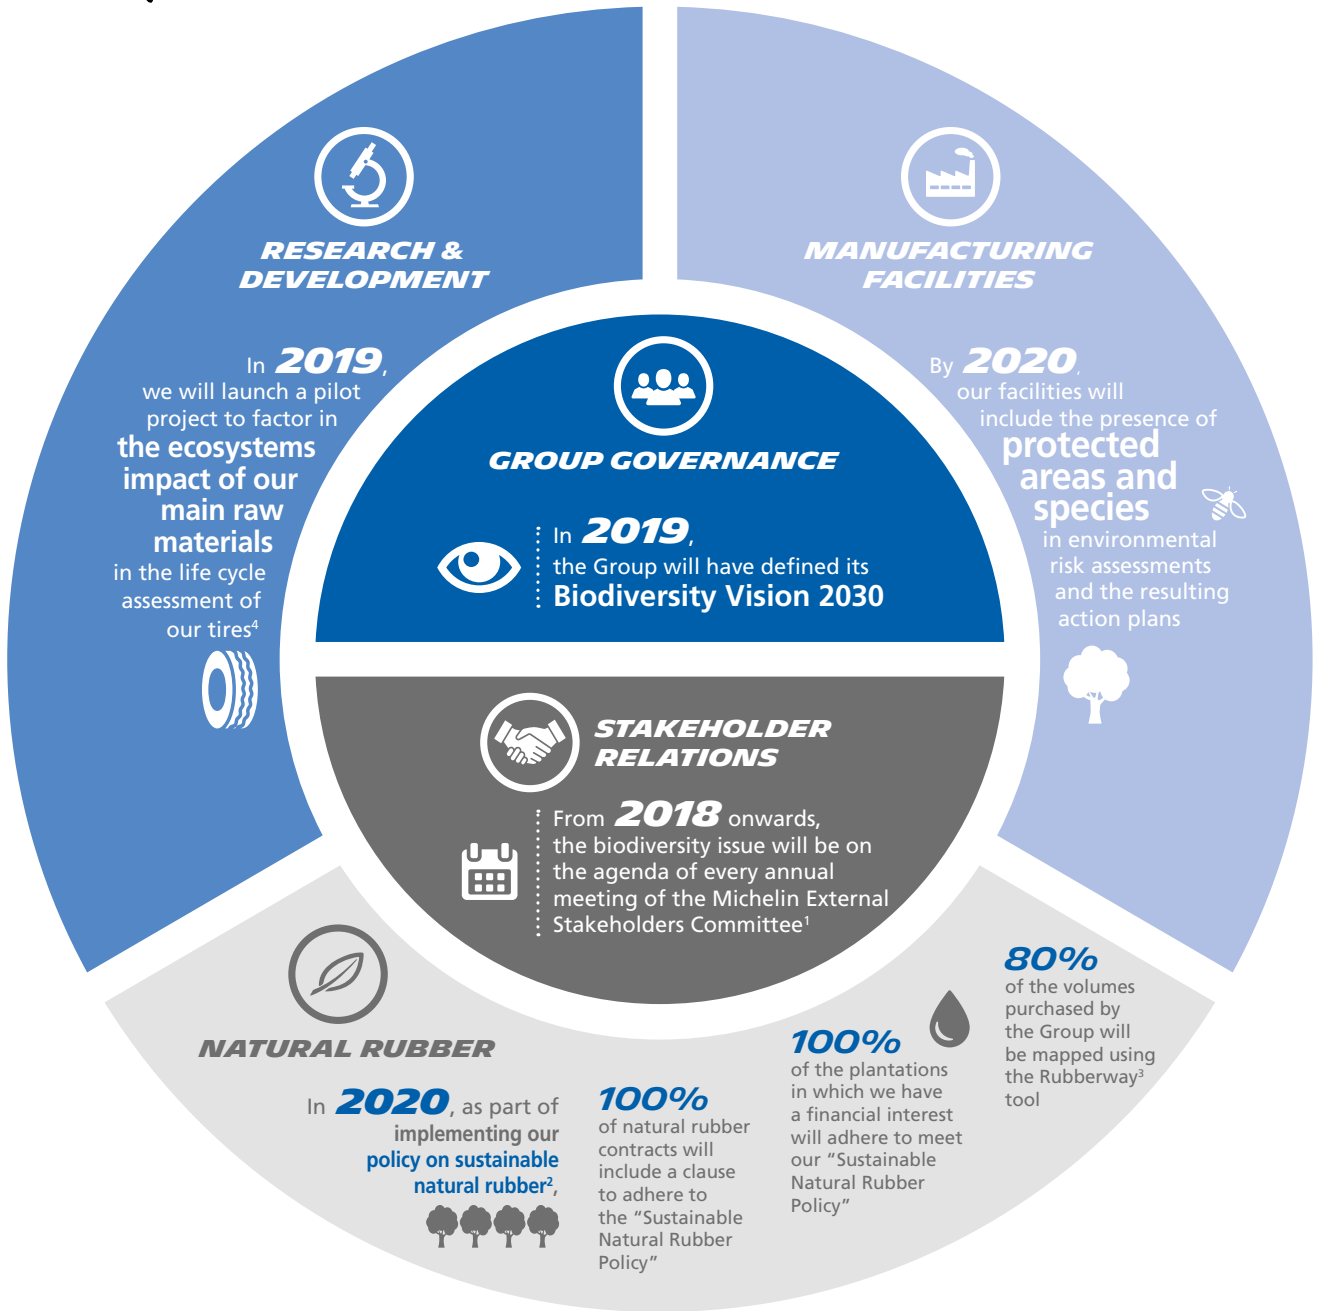 RESEARCH &
DEVELOPMENT
In 2019,
we will launch a pilot
project to factor in
the ecosystems
impact of our
main raw
materials
in the life cycle
assessment of
our tires⁴
MANUFACTURING
FACILITIES
By 2020,
our facilities will
include the presence of
protected
areas and
species
in environmental
risk assessments
and the resulting
action plans
GROUP GOVERNANCE
In 2019,
the Group will have defined its
Biodiversity Vision 2030
STAKEHOLDER
RELATIONS
From 2018 onwards,
the biodiversity issue will be on
the agenda of every annual
meeting of the Michelin External
Stakeholders Committee¹
NATURAL RUBBER
In 2020, as part of
implementing our
policy on sustainable
natural rubber²,
100%
of natural rubber
contracts will
include a clause
to adhere to
the “Sustainable
Natural Rubber
Policy”
100%
of the plantations
in which we have
a financial interest
will adhere to meet
our “Sustainable
Natural Rubber
Policy”
80%
of the volumes
purchased by
the Group will
be mapped using
the Rubberway³
tool